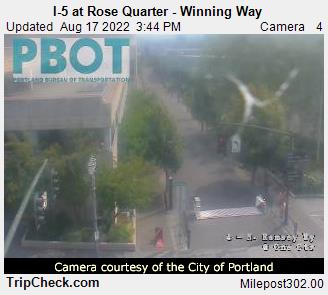 I-5 at Rose Quarter - Winning Way
Updated Aug 17 2022 3:44 PM Camera 4
PBOT
PORTLAND BUREAU OF TRANSPORTATION
Camera courtesy of the City of Portland
TripCheck.com Milepost302.00